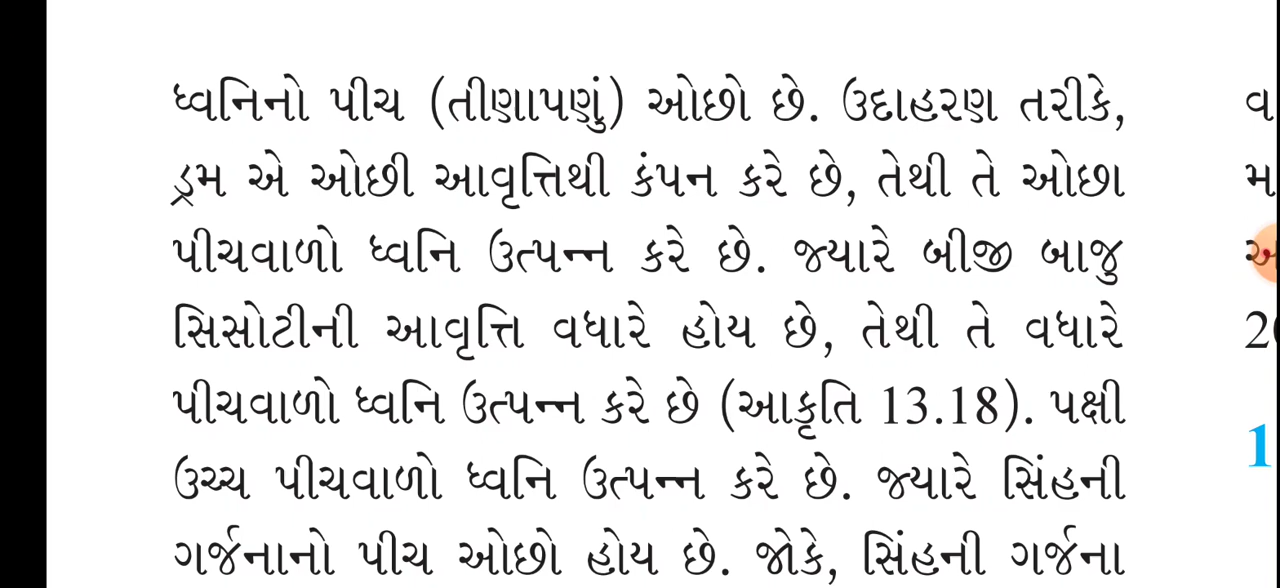 ધ્વનિનો પીચ (તીણાપણું) ઓછો છે. ઉદાહરણ તરીકે,
ડ્રમ એ ઓછી આવૃત્તિથી કંપન કરે છે, તેથી તે ઓછા
પીચવાળો ધ્વનિ ઉત્પન્ન કરે છે. જ્યારે બીજી બાજુ
સિસોટીની આવૃત્તિ વધારે હોય છે, તેથી તે વધારે
પીચવાળો ધ્વનિ ઉત્પન્ન કરે છે (આકૃતિ 13.18). પક્ષી
ઉચ્ચ પીચવાળો ધ્વનિ ઉત્પન્ન કરે છે. જ્યારે સિંહની
ગર્જનાનો પીચ ઓછો હોય છે. જોકે, સિંહની ગર્જના